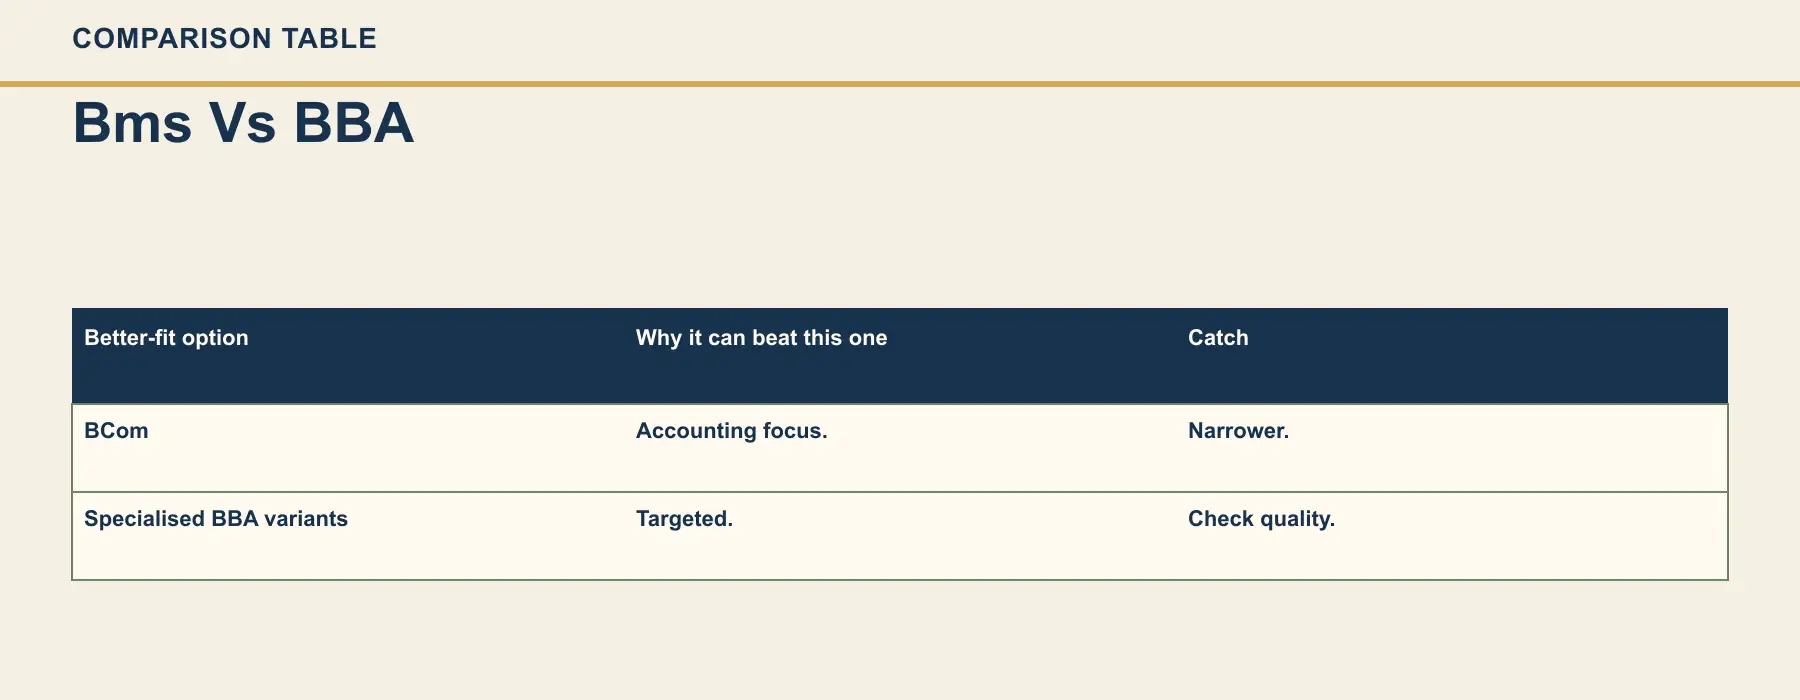 COMPARISON TABLE
Bms Vs BBA
Better-fit option Why it can beat this one Catch
BCom Accounting focus. Narrower.
Specialised BBA variants Targeted. Check quality.